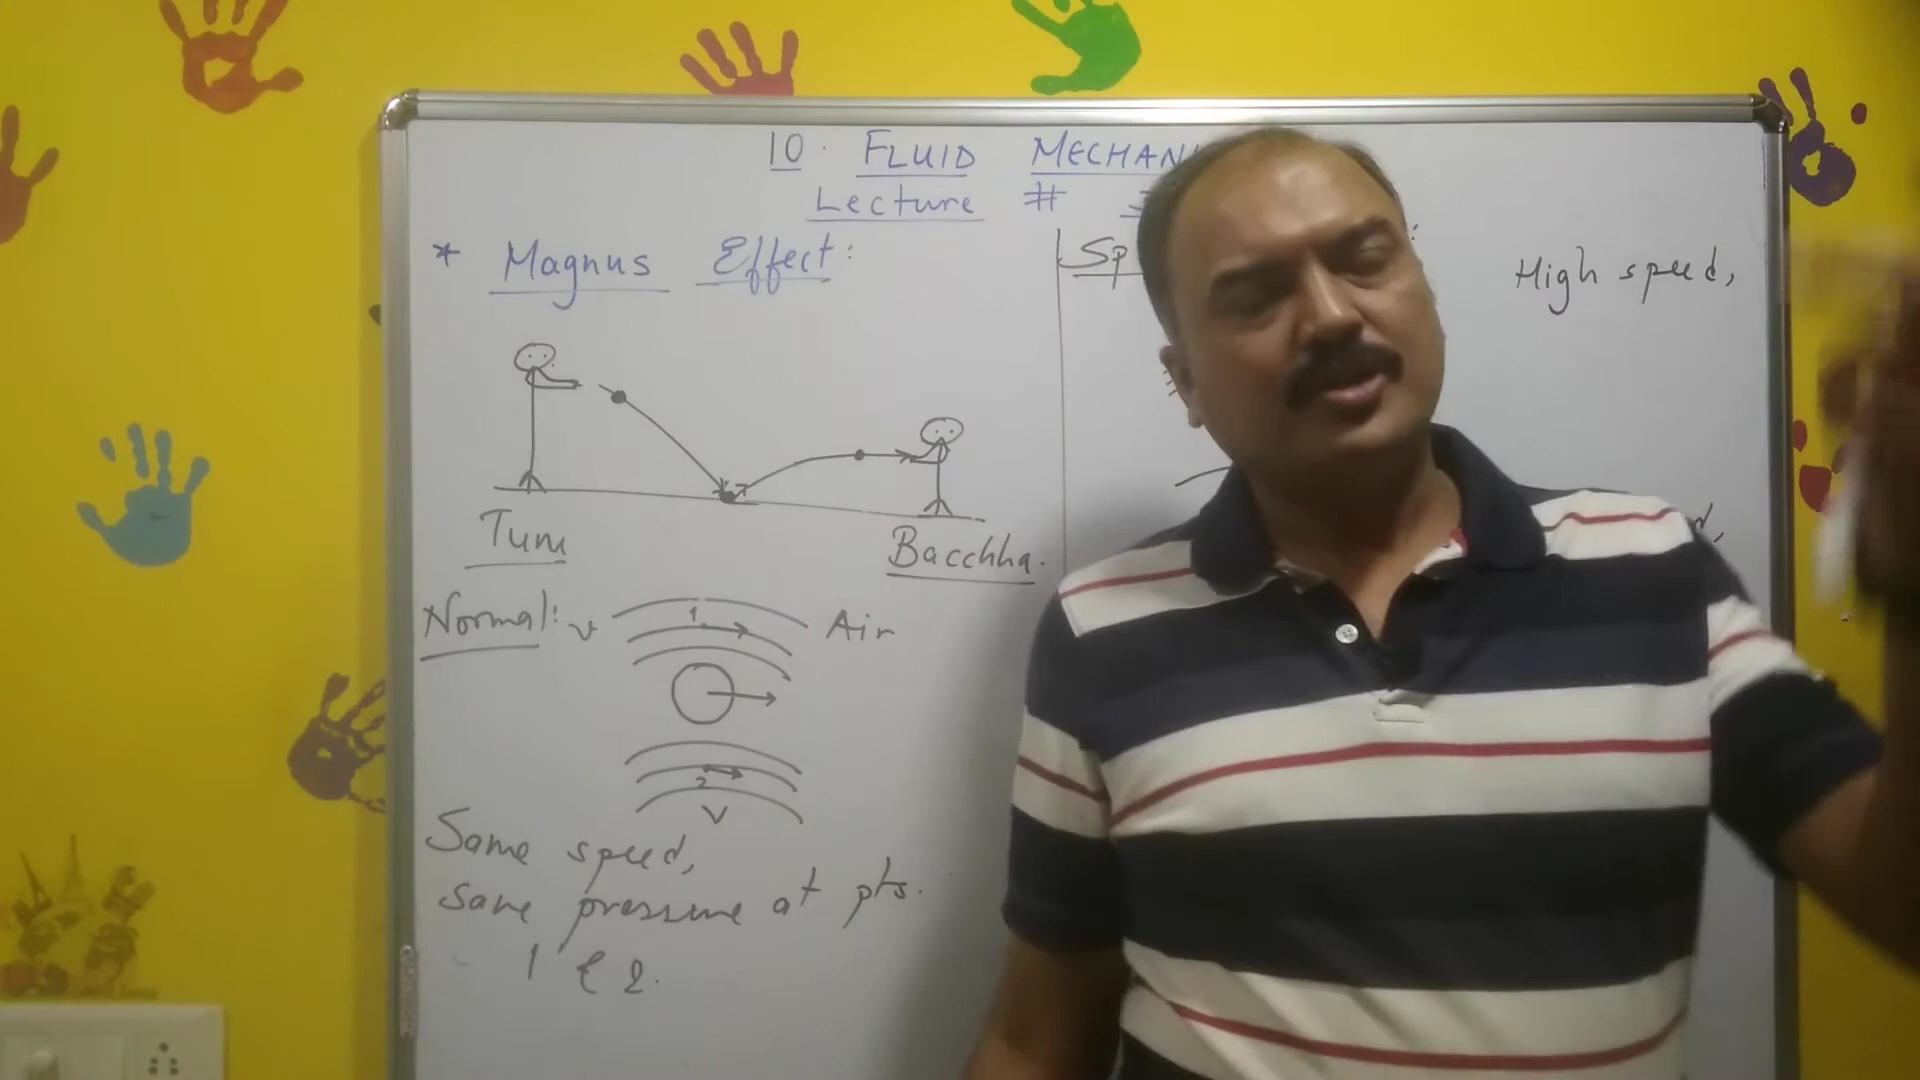 10. FLUID MECHAN
Lecture #
* Magnus Effect:
Sp
High speed,
Tum
Bacchha.
Normal: v
1
Air
2
v
Same speed,
same pressure at pts.
1 & 2.